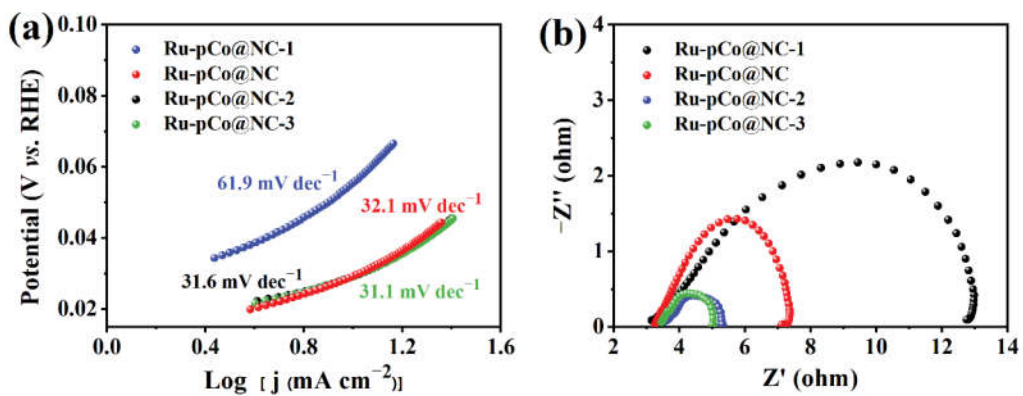 (a)
0.10
0.08
0.06
0.04
0.02
Potential (V vs. RHE)
Ru-pCo@NC-1
Ru-pCo@NC
Ru-pCo@NC-2
Ru-pCo@NC-3
61.9 mV dec⁻¹
32.1 mV dec⁻¹
31.6 mV dec⁻¹
31.1 mV dec⁻¹
0.0 0.4 0.8 1.2 1.6
Log [ j (mA cm⁻²)]
(b)
4
3
2
1
0
−Z'' (ohm)
Ru-pCo@NC-1
Ru-pCo@NC
Ru-pCo@NC-2
Ru-pCo@NC-3
2 4 6 8 10 12 14
Z' (ohm)